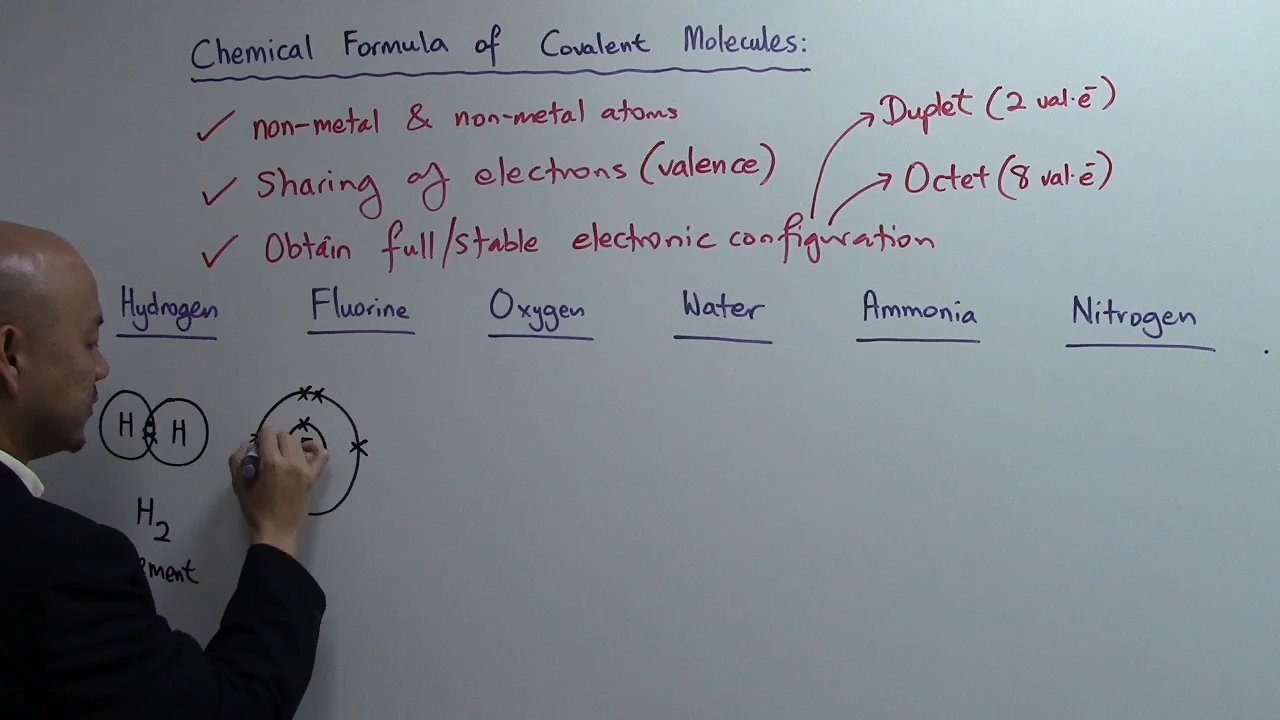 Chemical Formula of Covalent Molecules:
✓ non-metal & non-metal atoms
✓ Sharing of electrons (valence)
✓ Obtain full/stable electronic configuration
Duplet (2 val·ē)
Octet (8 val·ē)
Hydrogen Fluorine Oxygen Water Ammonia Nitrogen
H H
H2